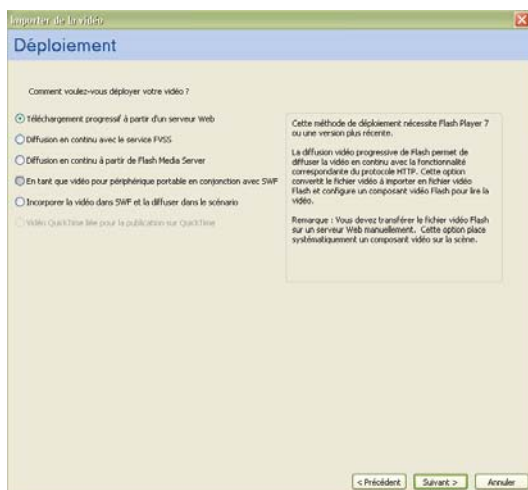 Importer de la vidéo
Déploiement
Comment voulez-vous déployer votre vidéo ?
Téléchargement progressif à partir d'un serveur Web
Diffusion en continu avec le service FVSS
Diffusion en continu à partir de Flash Media Server
En tant que vidéo pour périphérique portable en conjonction avec SWF
Incorporer la vidéo dans SWF et la diffuser dans le scénario
Vidéo QuickTime liée pour la publication sur QuickTime
Cette méthode de déploiement nécessite Flash Player 7
ou une version plus récente.
La diffusion vidéo progressive de Flash permet de
diffuser la vidéo en continu avec la fonctionnalité
correspondante du protocole HTTP. Cette option
convertit le fichier vidéo à importer en fichier vidéo
Flash et configure un composant vidéo Flash pour lire la
vidéo.
Remarque : Vous devez transférer le fichier vidéo Flash
sur un serveur Web manuellement. Cette option place
systématiquement un composant vidéo sur la scène.
< Précédent
Suivant >
Annuler